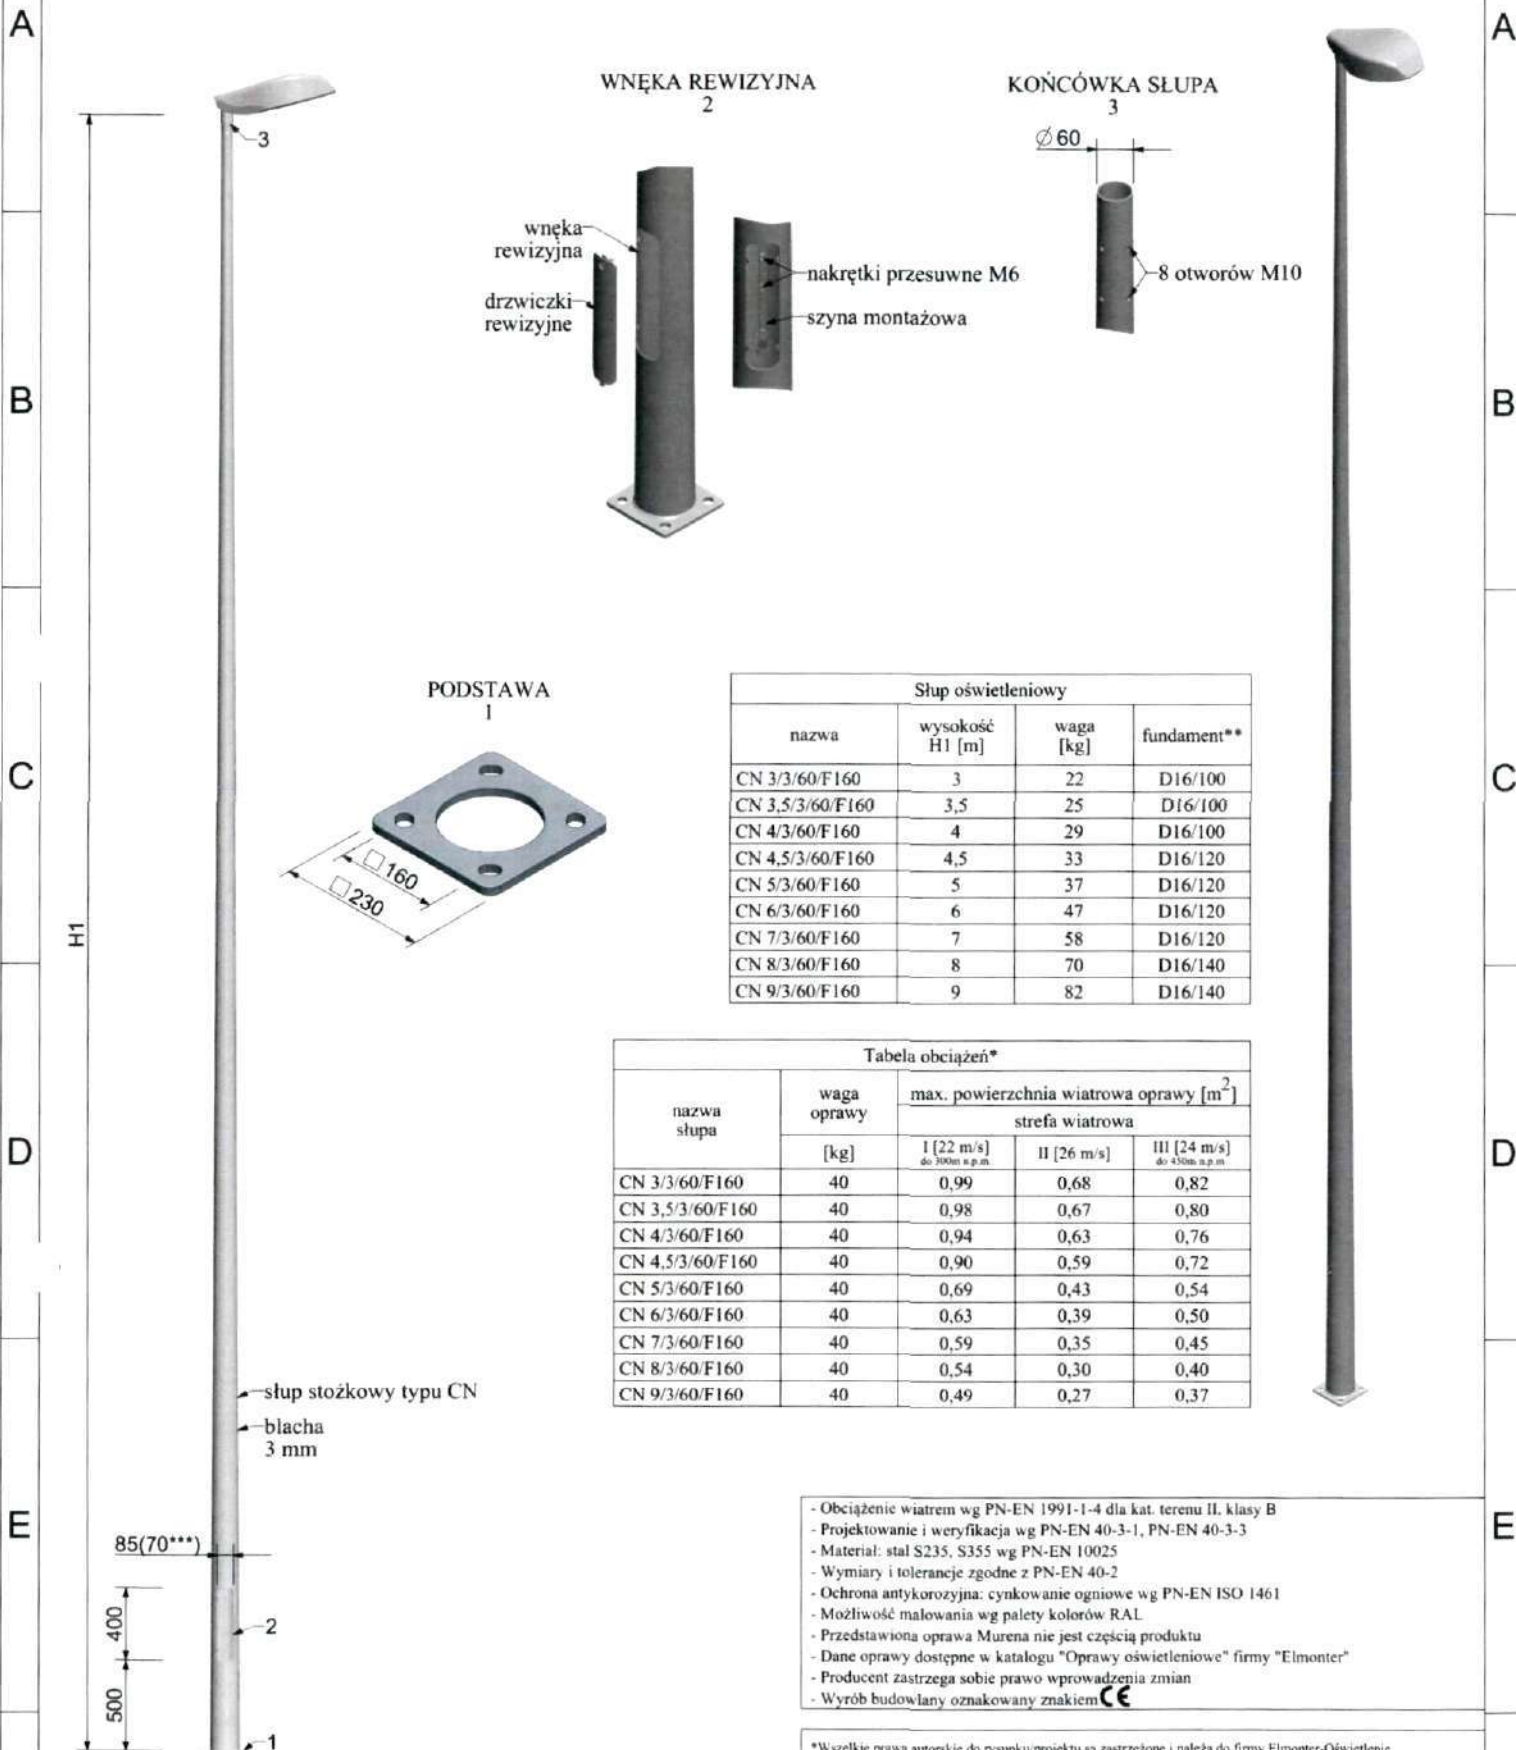 A
A
WNĘKA REWIZYJNA
2
KOŃCÓWKA SŁUPA
3
⌀60
3
wnęka
rewizyjna
drzwiczki
rewizyjne
nakrętki przesuwne M6
szyna montażowa
8 otworów M10
B
B
PODSTAWA
1
□160
□230
H1
C
C
Słup oświetleniowy
nazwa wysokość H1 [m] waga [kg] fundament**
CN 3/3/60/F160 3 22 D16/100
CN 3,5/3/60/F160 3,5 25 D16/100
CN 4/3/60/F160 4 29 D16/100
CN 4,5/3/60/F160 4,5 33 D16/120
CN 5/3/60/F160 5 37 D16/120
CN 6/3/60/F160 6 47 D16/120
CN 7/3/60/F160 7 58 D16/120
CN 8/3/60/F160 8 70 D16/140
CN 9/3/60/F160 9 82 D16/140
Tabela obciążeń*
nazwa słupa waga oprawy max. powierzchnia wiatrowa oprawy [m²]
strefa wiatrowa
[kg] I [22 m/s] do 300m n.p.m. II [26 m/s] III [24 m/s] do 450m n.p.m
CN 3/3/60/F160 40 0,99 0,68 0,82
CN 3,5/3/60/F160 40 0,98 0,67 0,80
CN 4/3/60/F160 40 0,94 0,63 0,76
CN 4,5/3/60/F160 40 0,90 0,59 0,72
CN 5/3/60/F160 40 0,69 0,43 0,54
CN 6/3/60/F160 40 0,63 0,39 0,50
CN 7/3/60/F160 40 0,59 0,35 0,45
CN 8/3/60/F160 40 0,54 0,30 0,40
CN 9/3/60/F160 40 0,49 0,27 0,37
D
D
słup stożkowy typu CN
blacha
3 mm
E
E
85(70***)
400
2
500
1
- Obciążenie wiatrem wg PN-EN 1991-1-4 dla kat. terenu II, klasy B
- Projektowanie i weryfikacja wg PN-EN 40-3-1, PN-EN 40-3-3
- Materiał: stal S235, S355 wg PN-EN 10025
- Wymiary i tolerancje zgodne z PN-EN 40-2
- Ochrona antykorozyjna: cynkowanie ogniowe wg PN-EN ISO 1461
- Możliwość malowania wg palety kolorów RAL
- Przedstawiona oprawa Murena nie jest częścią produktu
- Dane oprawy dostępne w katalogu "Oprawy oświetleniowe" firmy "Elmonter"
- Producent zastrzega sobie prawo wprowadzenia zmian
- Wyrób budowlany oznakowany znakiem CE
*Wszelkie prawa autorskie do rysunku/projektu są zastrzeżone i należą do firmy Elmonter-Oświetlenie